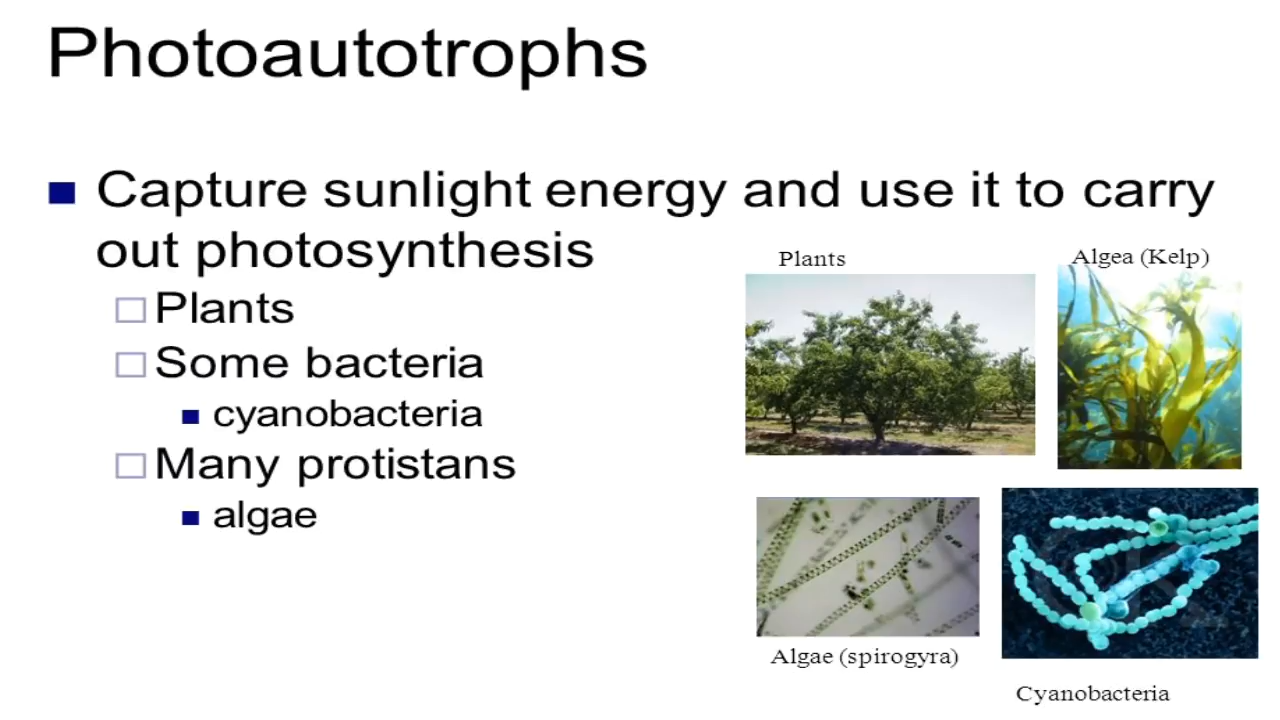 Photoautotrophs
Capture sunlight energy and use it to carry
out photosynthesis
Plants
Some bacteria
cyanobacteria
Many protistans
algae
Plants
Algea (Kelp)
Algae (spirogyra)
Cyanobacteria